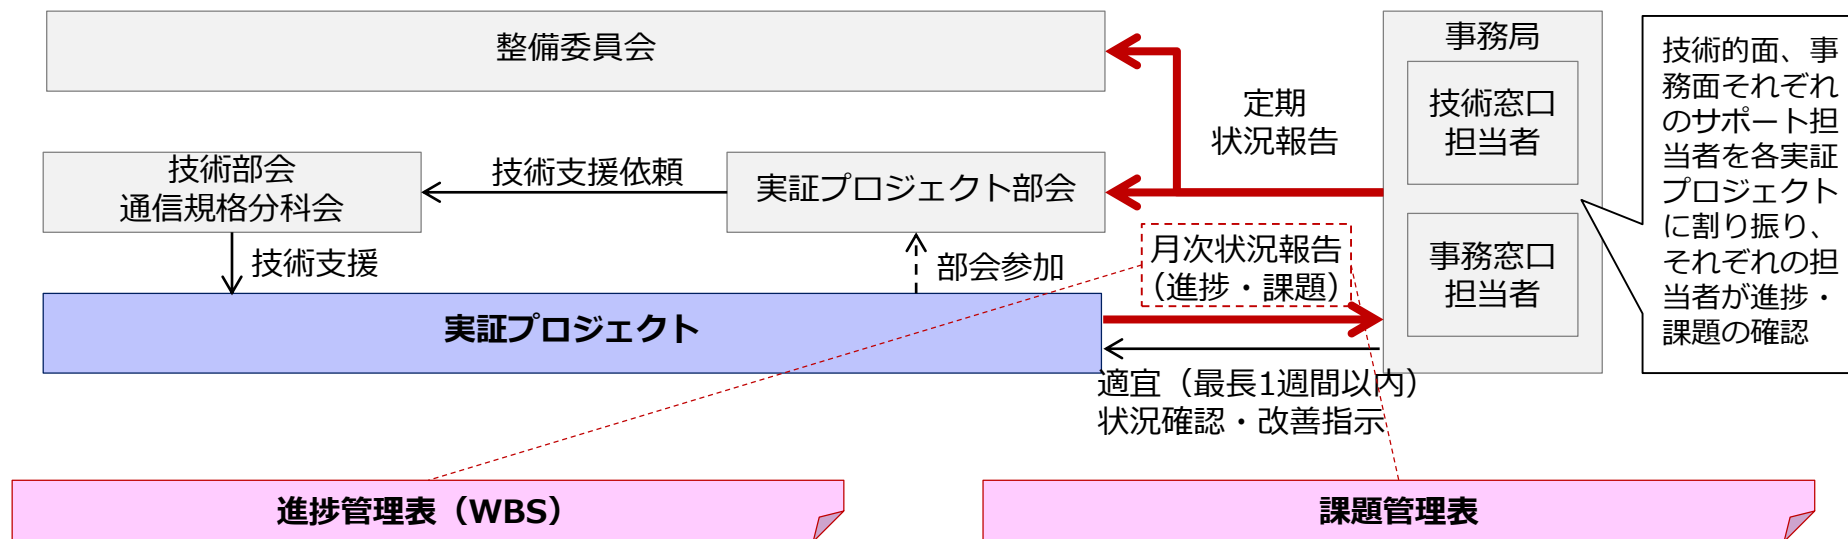 整備委員会
事務局
技術窓口
担当者
事務窓口
担当者
技術的面、事
務面それぞれ
のサポート担
当者を各実証
プロジェクト
に割り振り、
それぞれの担
当者が進捗・
課題の確認
定期
状況報告
技術部会
通信規格分科会
技術支援依頼
実証プロジェクト部会
技術支援
部会参加
月次状況報告
（進捗・課題）
実証プロジェクト
適宜（最長1週間以内）
状況確認・改善指示
進捗管理表（WBS）
課題管理表